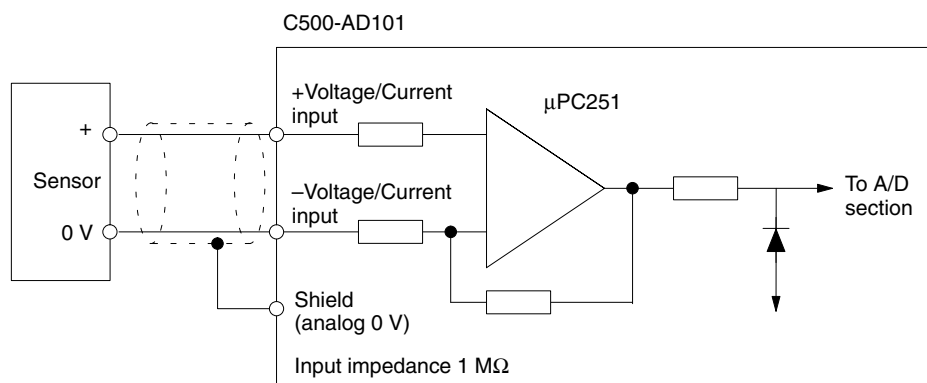 C500-AD101
+Voltage/Current
input
μPC251
+
Sensor
–Voltage/Current
input
To A/D
section
0 V
Shield
(analog 0 V)
Input impedance 1 MΩ